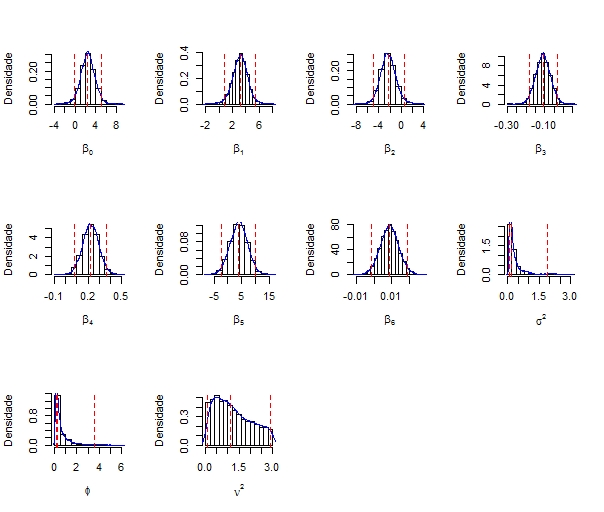 Densidade
0.00 0.20
-4 0 4 8
β0
Densidade
0.0 0.2 0.4
-2 2 6
β1
Densidade
0.00 0.20
-8 -4 0 4
β2
Densidade
0 4 8
-0.30 -0.10
β3
Densidade
0 2 4
-0.1 0.2 0.5
β4
Densidade
0.00 0.08
-5 5 15
β5
Densidade
0 40 80
-0.01 0.01
β6
Densidade
0.0 1.5
0.0 1.5 3.0
σ²
Densidade
0.0 0.8
0 2 4 6
ϕ
Densidade
0.0 0.3
0.0 1.5 3.0
ν²